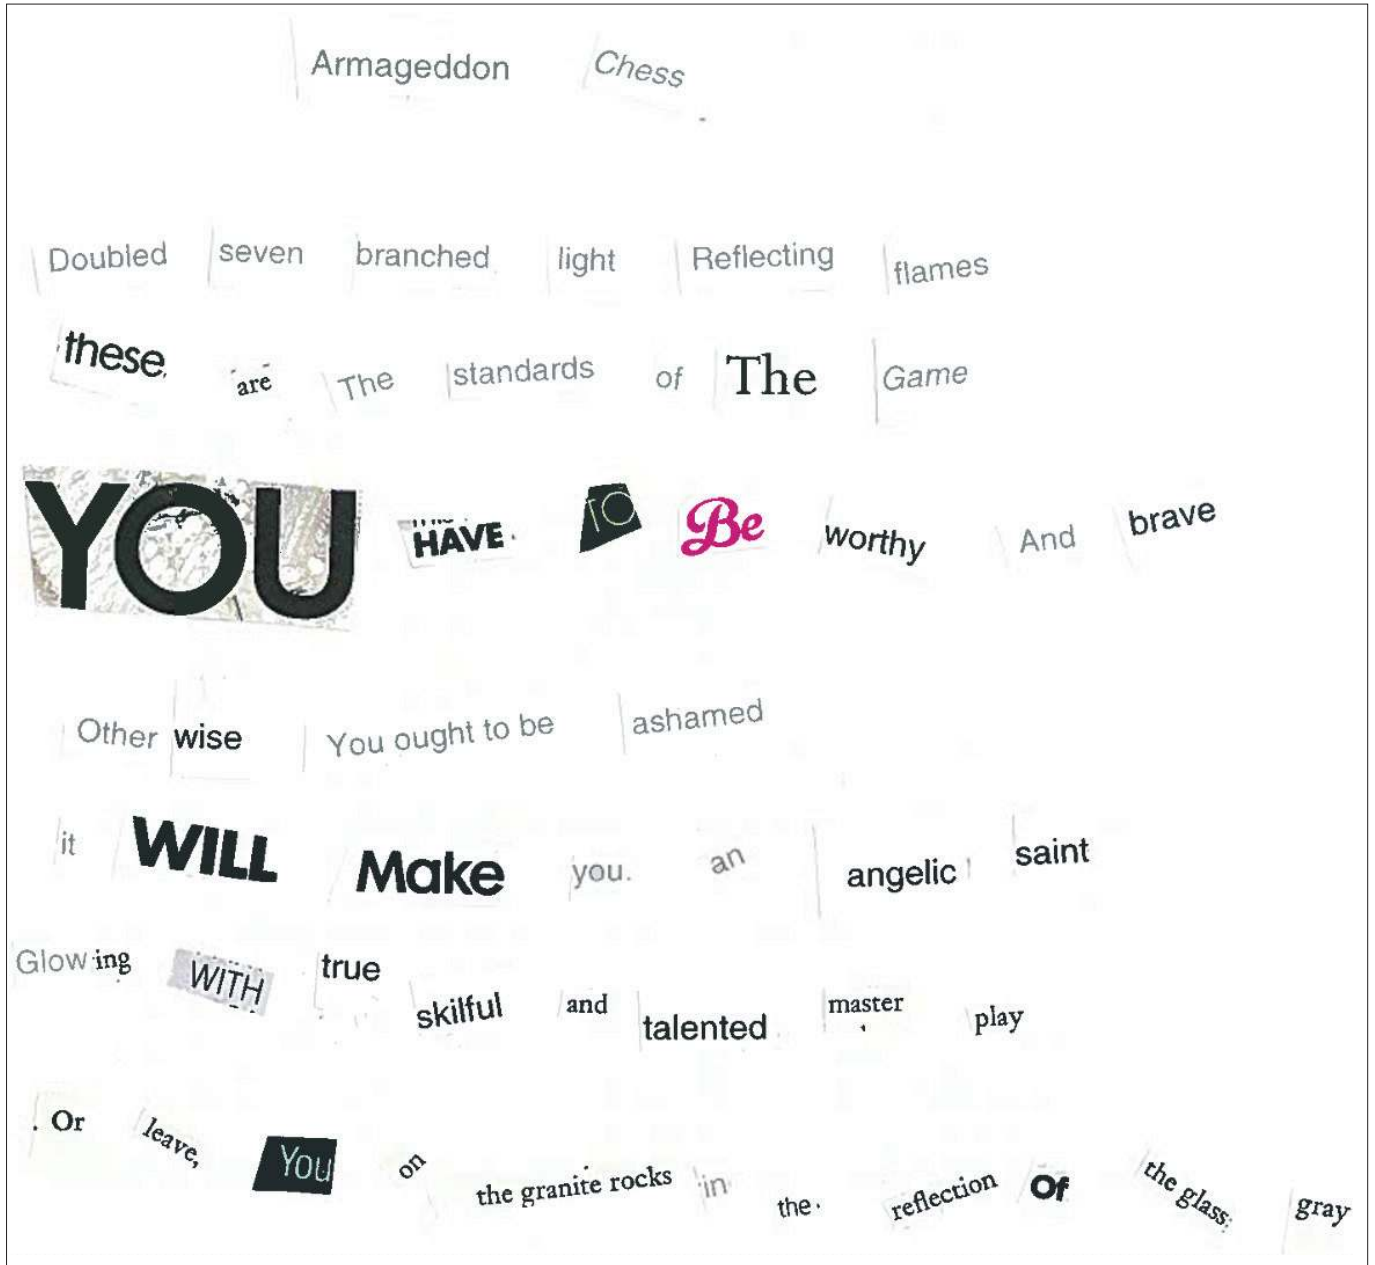 Armageddon Chess
Doubled seven branched light Reflecting flames
these are The standards of The Game
YOU HAVE TO Be worthy And brave
Other wise You ought to be ashamed
it WILL Make you. an angelic saint
Glowing WITH true skilful and talented master play
. Or leave, You on the granite rocks in the. reflection Of the glass gray